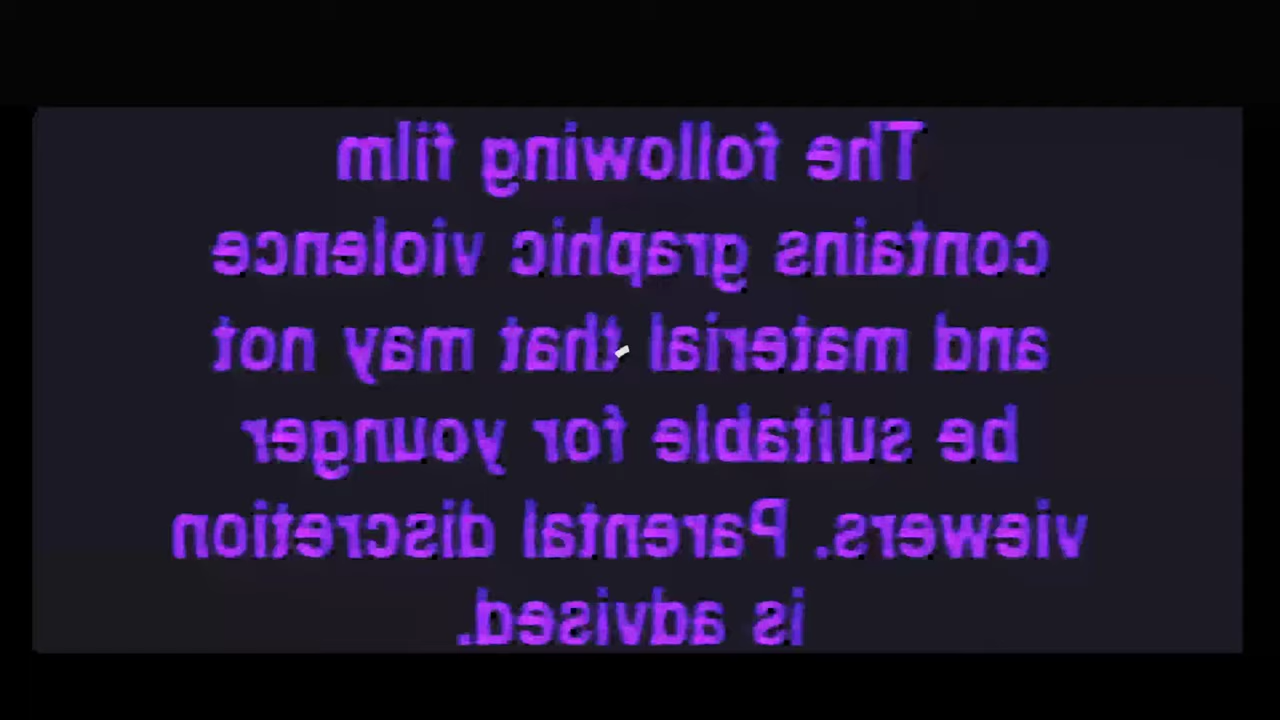 The following film
contains graphic violence
and material that may not
be suitable for younger
viewers. Parental discretion
is advised.